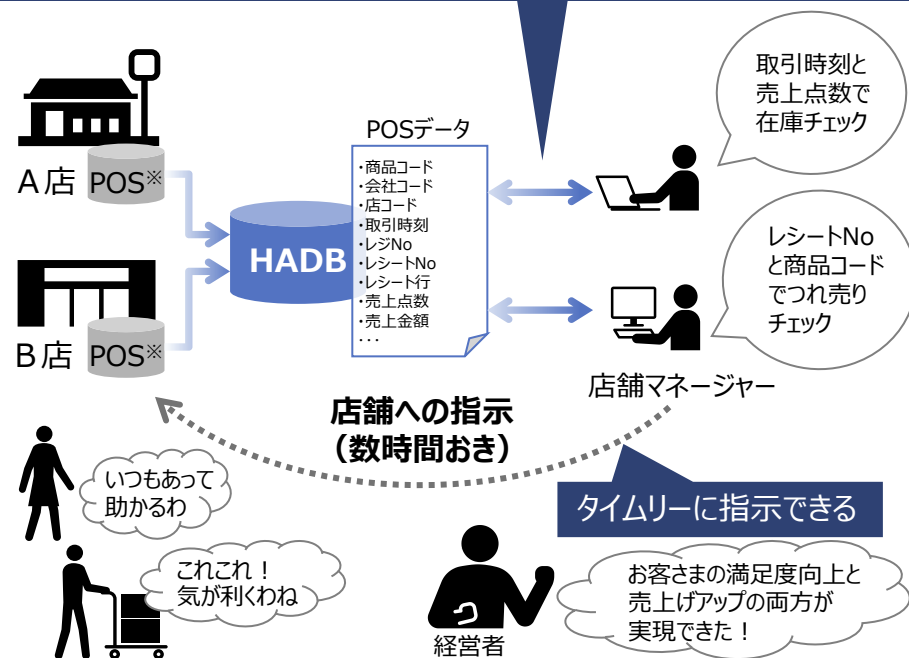 取引時刻と
売上点数で
在庫チェック
POSデータ
・商品コード
・会社コード
・店コード
・取引時刻
・レジNo
・レシートNo
・レシート行
・売上点数
・売上金額
・・・
A店 POS※
HADB
レシートNo
と商品コード
でつれ売り
チェック
B店 POS※
店舗マネージャー
店舗への指示
（数時間おき）
いつもあって
助かるわ
タイムリーに指示できる
これこれ！
気が利くわね
お客さまの満足度向上と
売上げアップの両方が
実現できた！
経営者